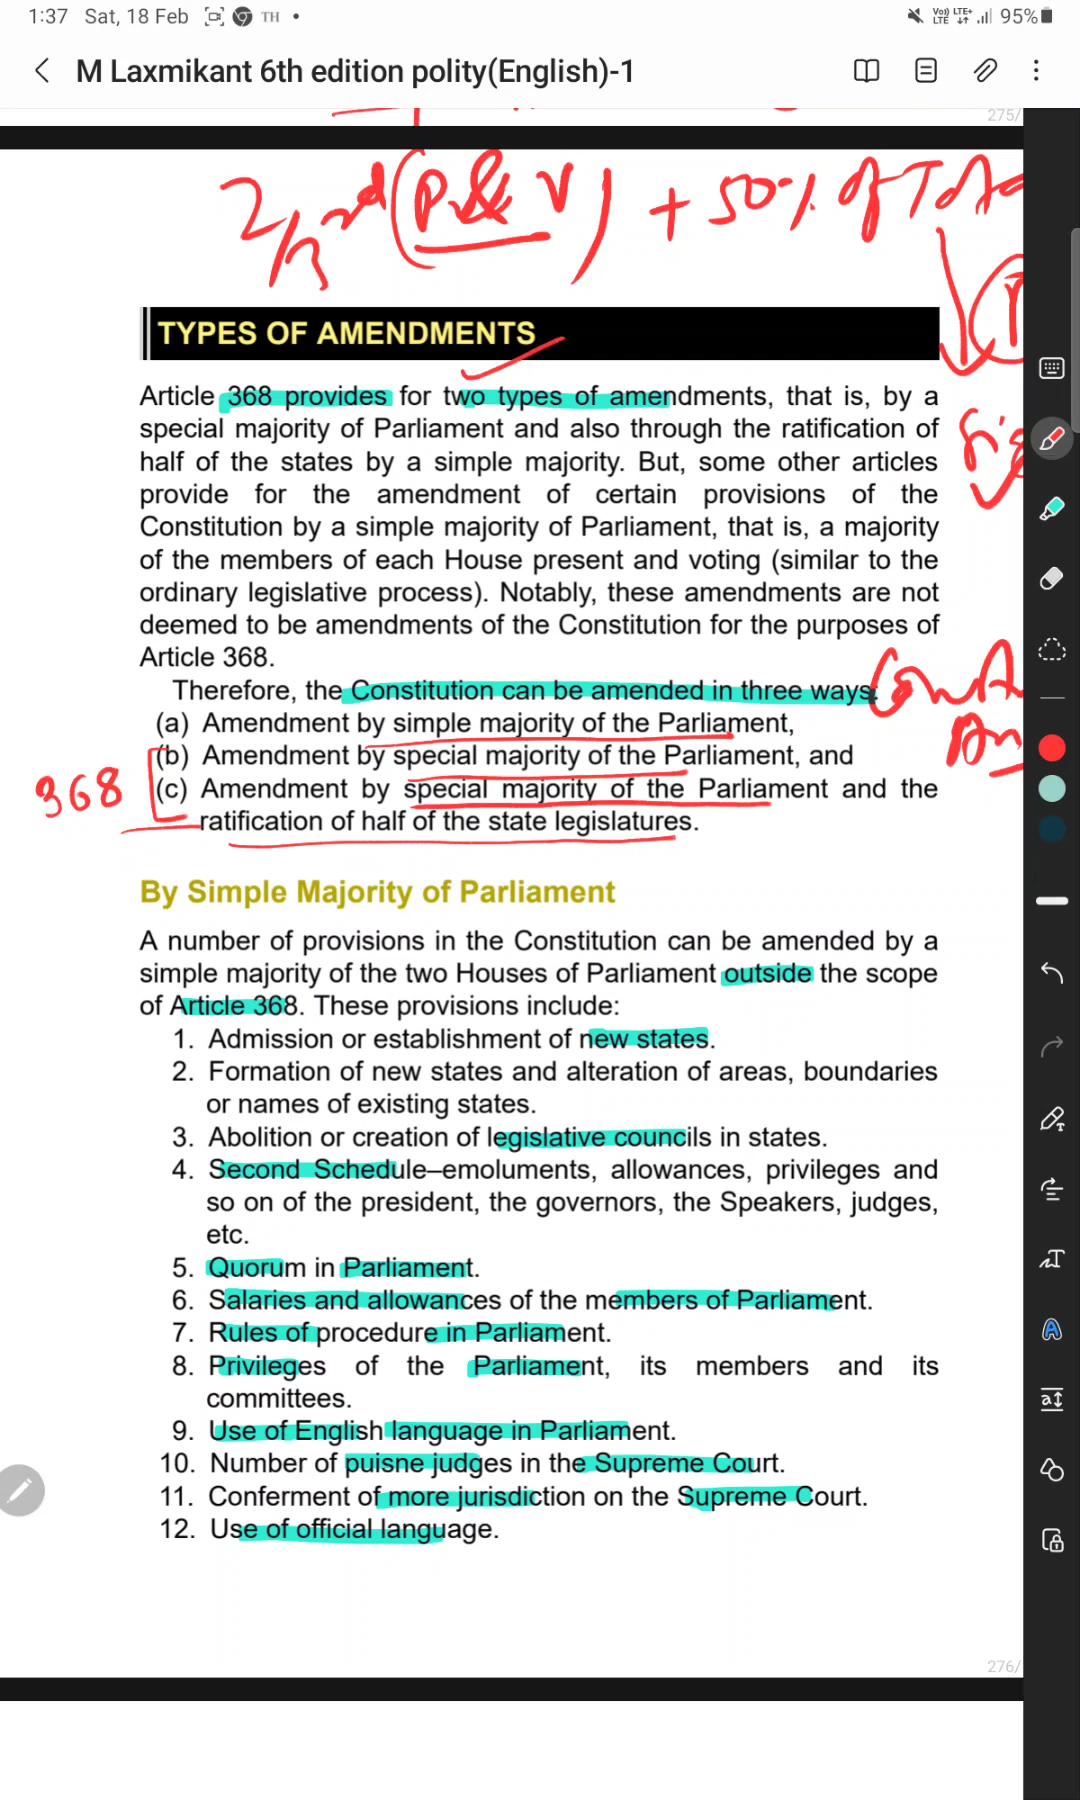 1:37 Sat, 18 Feb TH •
Vo) LTE LTE+ 95%
M Laxmikant 6th edition polity(English)-1
275/
2/3rd (P & V) + 50% of Tota
TYPES OF AMENDMENTS
Article 368 provides for two types of amendments, that is, by a
special majority of Parliament and also through the ratification of
half of the states by a simple majority. But, some other articles
provide for the amendment of certain provisions of the
Constitution by a simple majority of Parliament, that is, a majority
of the members of each House present and voting (similar to the
ordinary legislative process). Notably, these amendments are not
deemed to be amendments of the Constitution for the purposes of
Article 368.
Therefore, the Constitution can be amended in three ways:
(a) Amendment by simple majority of the Parliament,
(b) Amendment by special majority of the Parliament, and
368
(c) Amendment by special majority of the Parliament and the
ratification of half of the state legislatures.
By Simple Majority of Parliament
A number of provisions in the Constitution can be amended by a
simple majority of the two Houses of Parliament outside the scope
of Article 368. These provisions include:
1. Admission or establishment of new states.
2. Formation of new states and alteration of areas, boundaries
or names of existing states.
3. Abolition or creation of legislative councils in states.
4. Second Schedule–emoluments, allowances, privileges and
so on of the president, the governors, the Speakers, judges,
etc.
5. Quorum in Parliament.
6. Salaries and allowances of the members of Parliament.
7. Rules of procedure in Parliament.
8. Privileges of the Parliament, its members and its
committees.
9. Use of English language in Parliament.
10. Number of puisne judges in the Supreme Court.
11. Conferment of more jurisdiction on the Supreme Court.
12. Use of official language.
276/